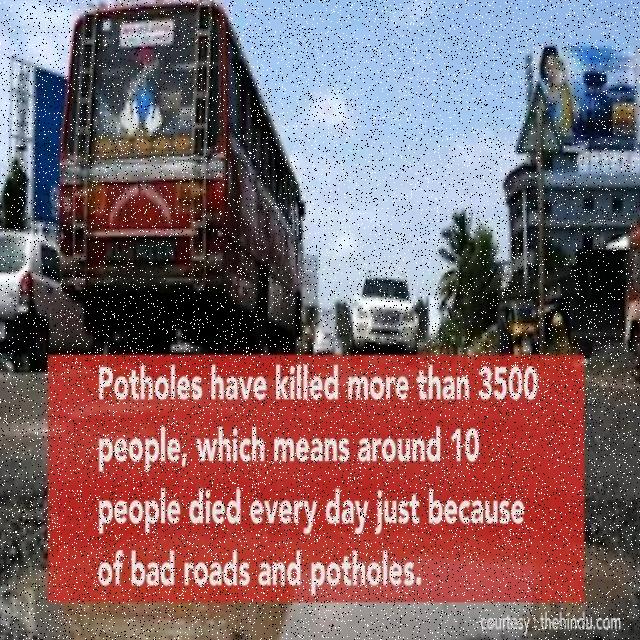 Potholes have killed more than 3500
people, which means around 10
people died every day just because
of bad roads and potholes.
courtesy : thehindu.com